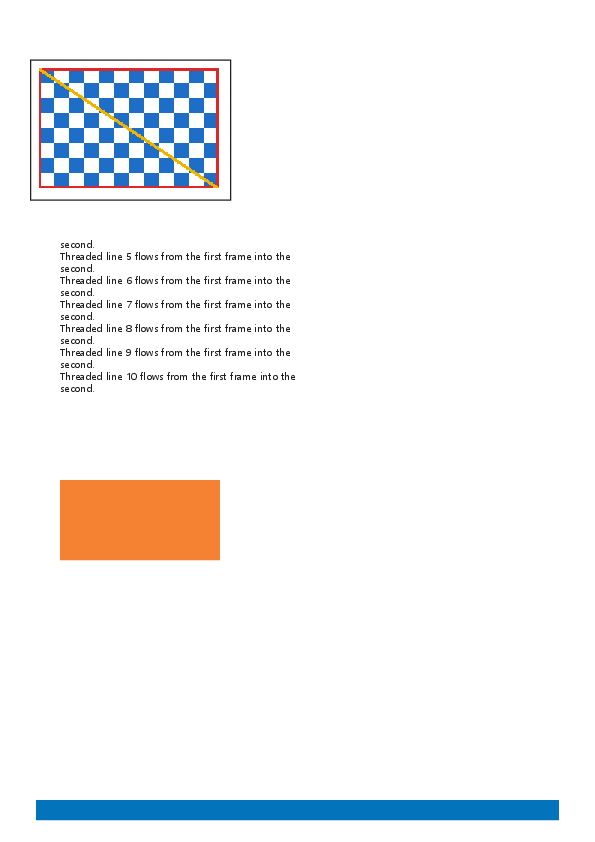 second.
Threaded line 5 flows from the first frame into the
second.
Threaded line 6 flows from the first frame into the
second.
Threaded line 7 flows from the first frame into the
second.
Threaded line 8 flows from the first frame into the
second.
Threaded line 9 flows from the first frame into the
second.
Threaded line 10 flows from the first frame into the
second.